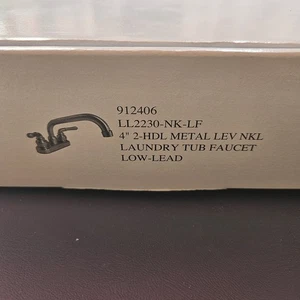 912406
LL2230-NK-LF
4" 2-HDL METAL LEV NKL
LAUNDRY TUB FAUCET
LOW-LEAD